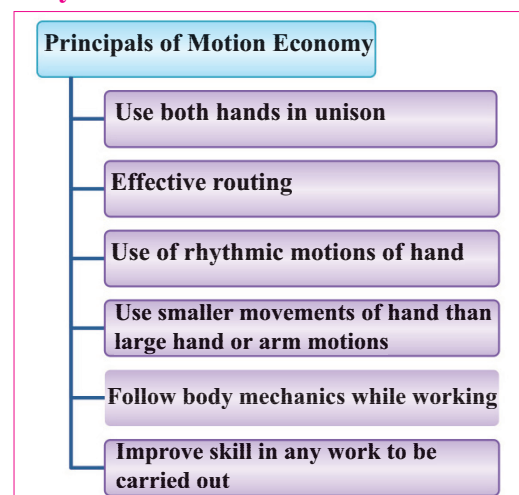 Principals of Motion Economy
Use both hands in unison
Effective routing
Use of rhythmic motions of hand
Use smaller movements of hand than
large hand or arm motions
Follow body mechanics while working
Improve skill in any work to be
carried out